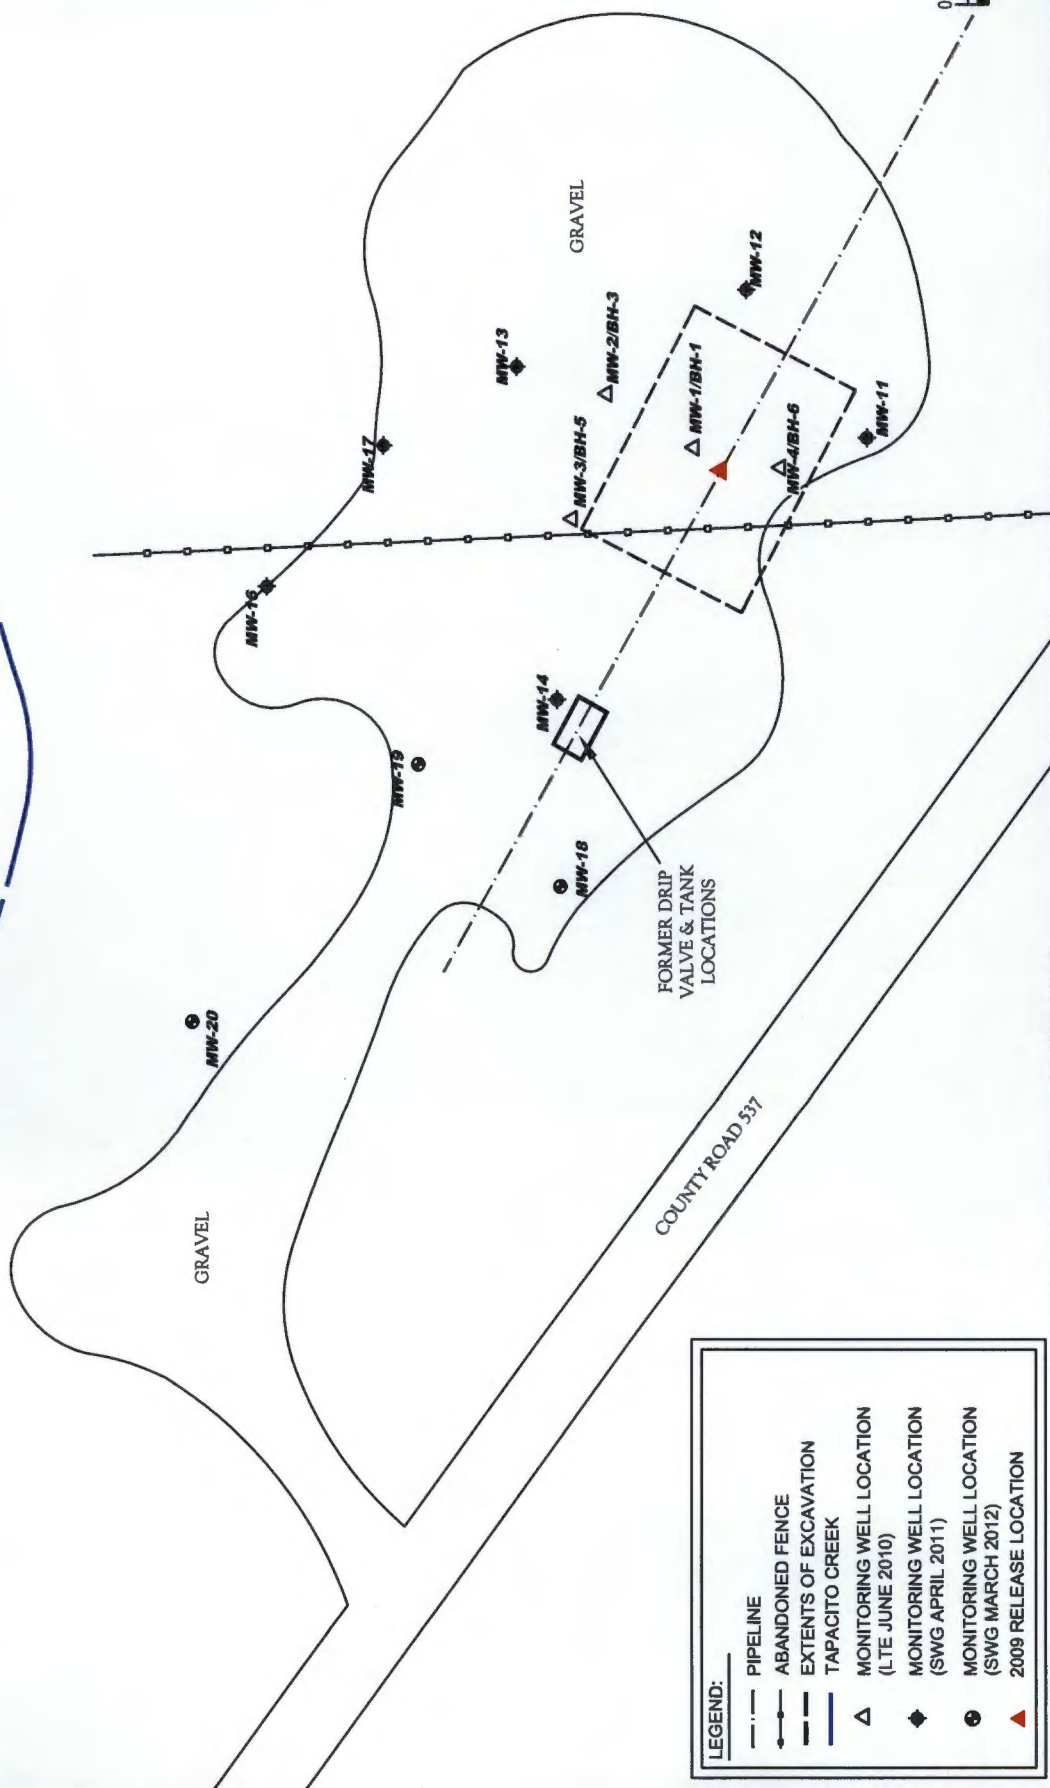 0
GRAVEL
MW-12
MW-13
MW-2/BH-3
MW-1/BH-1
MW-11
MW-17
MW-3/BH-5
MW-4/BH-6
MW-16
MW-14
MW-19
MW-18
FORMER DRIP
VALVE & TANK
LOCATIONS
MW-20
COUNTY ROAD 537
GRAVEL
LEGEND:
PIPELINE
ABANDONED FENCE
EXTENTS OF EXCAVATION
TAPACITO CREEK
MONITORING WELL LOCATION
(LTE JUNE 2010)
MONITORING WELL LOCATION
(SWG APRIL 2011)
MONITORING WELL LOCATION
(SWG MARCH 2012)
2009 RELEASE LOCATION